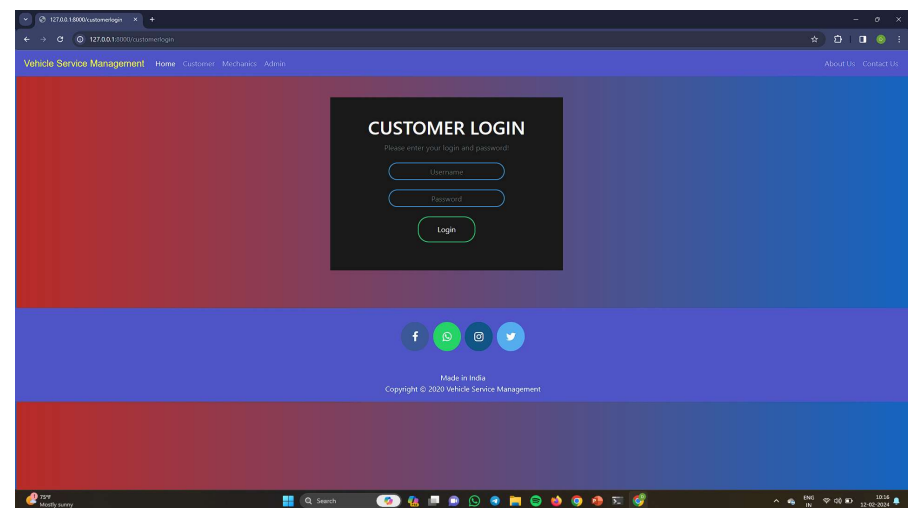 127.0.0.1:8000/customerlogin
127.0.0.1:8000/customerlogin
Vehicle Service Management Home Customer Mechanics Admin About Us Contact Us
CUSTOMER LOGIN
Please enter your login and password!
Username
Password
Login
Made in India
Copyright © 2020 Vehicle Service Management
75°F
Mostly sunny
Search
ENG
IN
10:16
12-02-2024